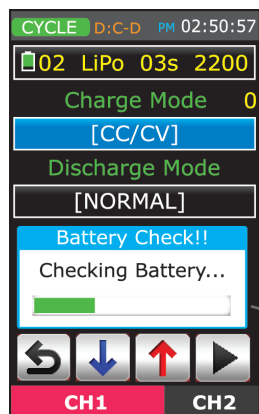 CYCLE D:C-D PM 02:50:57
02 LiPo 03s 2200
Charge Mode 0
[CC/CV]
Discharge Mode
[NORMAL]
Battery Check!!
Checking Battery...
CH1 CH2